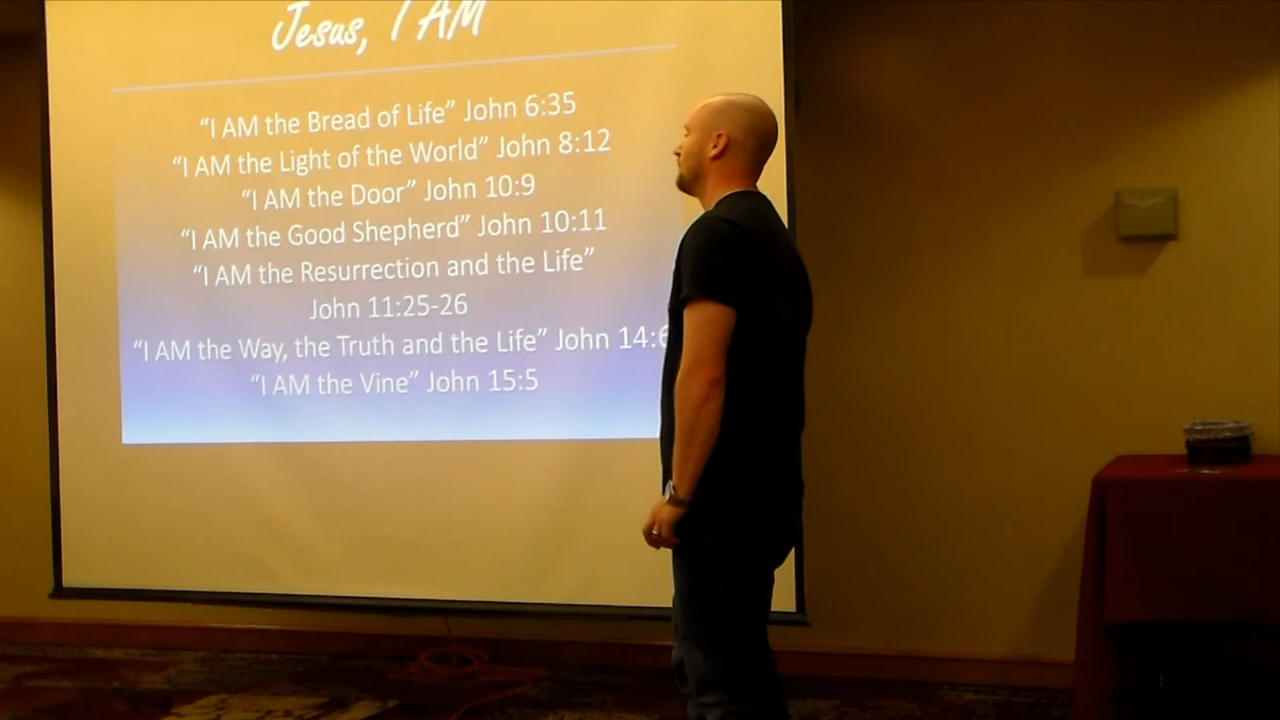 Jesus, I AM
“I AM the Bread of Life” John 6:35
“I AM the Light of the World” John 8:12
“I AM the Door” John 10:9
“I AM the Good Shepherd” John 10:11
“I AM the Resurrection and the Life”
John 11:25-26
“I AM the Way, the Truth and the Life” John 14:6
“I AM the Vine” John 15:5